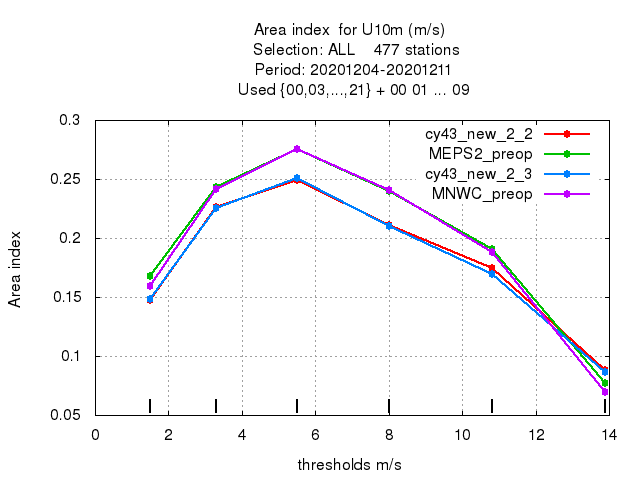 Area index  for U10m (m/s)
Selection: ALL    477 stations
Period: 20201204-20201211
Used {00,03,...,21} + 00 01 ... 09
cy43_new_2_2
MEPS2_preop
cy43_new_2_3
MNWC_preop
Area index
0.3
0.25
0.2
0.15
0.1
0.05
0 2 4 6 8 10 12 14
thresholds m/s